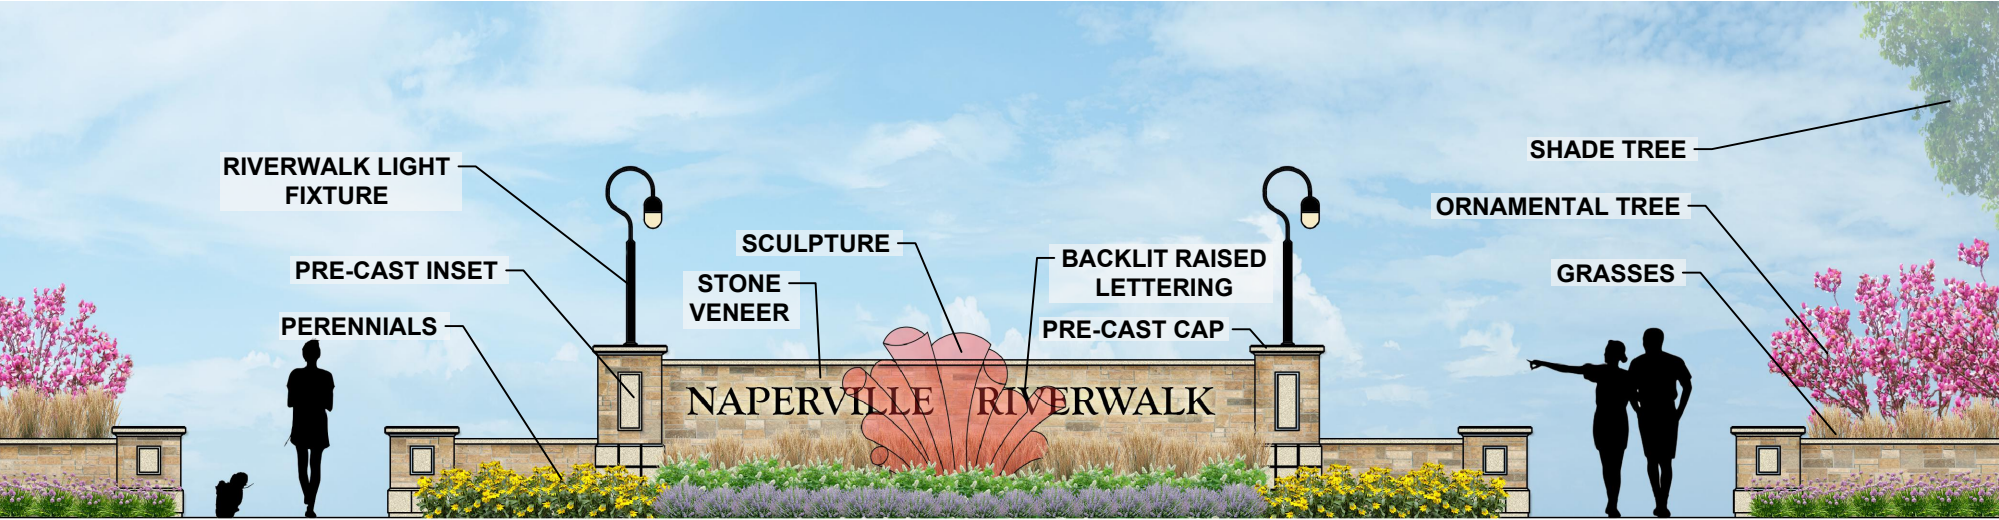 RIVERWALK LIGHT
FIXTURE
PRE-CAST INSET
PERENNIALS
SCULPTURE
STONE
VENEER
BACKLIT RAISED
LETTERING
PRE-CAST CAP
NAPERVILLE RIVERWALK
SHADE TREE
ORNAMENTAL TREE
GRASSES